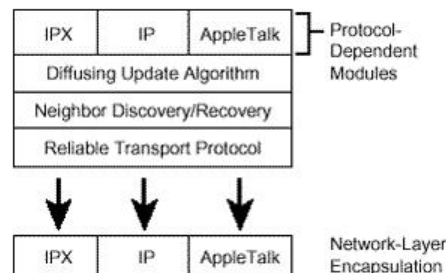 IPX IP AppleTalk
Protocol-
Dependent
Modules
Diffusing Update Algorithm
Neighbor Discovery/Recovery
Reliable Transport Protocol
IPX IP AppleTalk
Network-Layer
Encapsulation